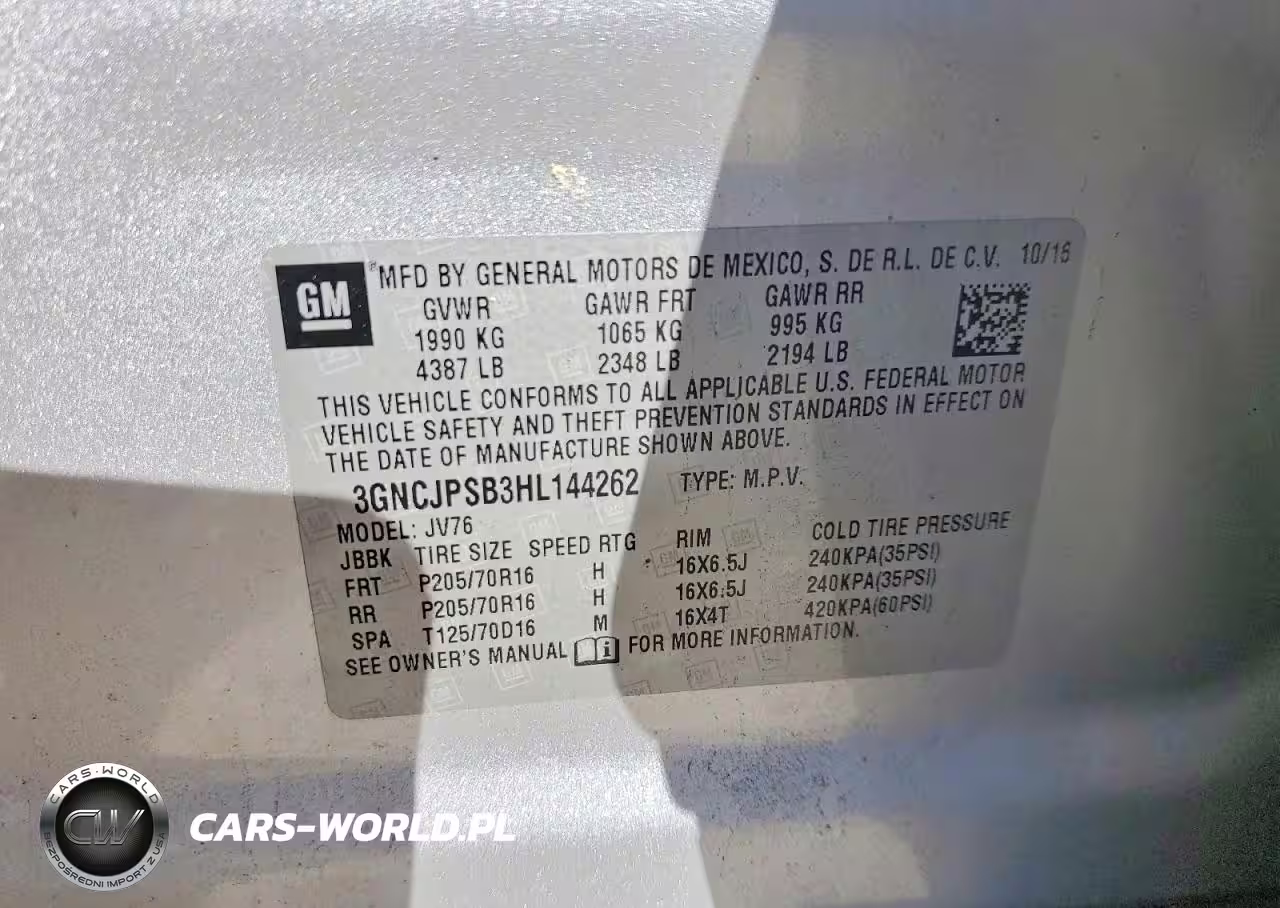 GM
® MFD BY GENERAL MOTORS DE MEXICO, S. DE R.L. DE C.V. 10/16
GVWR GAWR FRT GAWR RR
1990 KG 1065 KG 995 KG
4387 LB 2348 LB 2194 LB
THIS VEHICLE CONFORMS TO ALL APPLICABLE U.S. FEDERAL MOTOR
VEHICLE SAFETY AND THEFT PREVENTION STANDARDS IN EFFECT ON
THE DATE OF MANUFACTURE SHOWN ABOVE.
3GNCJPSB3HL144262 TYPE: M.P.V.
MODEL: JV76
JBBK TIRE SIZE SPEED RTG RIM COLD TIRE PRESSURE
FRT P205/70R16 H 16X6.5J 240KPA(35PSI)
RR P205/70R16 H 16X6.5J 240KPA(35PSI)
SPA T125/70D16 M 16X4T 420KPA(60PSI)
SEE OWNER'S MANUAL i FOR MORE INFORMATION.
CARS-WORLD
CW
BEZPOŚREDNI IMPORT Z USA
CARS-WORLD.PL